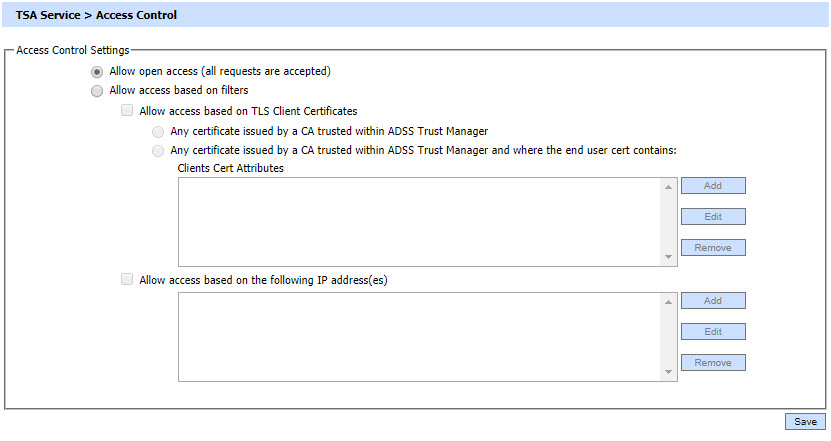 TSA Service > Access Control
Access Control Settings
Allow open access (all requests are accepted)
Allow access based on filters
Allow access based on TLS Client Certificates
Any certificate issued by a CA trusted within ADSS Trust Manager
Any certificate issued by a CA trusted within ADSS Trust Manager and where the end user cert contains:
Clients Cert Attributes
Add
Edit
Remove
Allow access based on the following IP address(es)
Add
Edit
Remove
Save